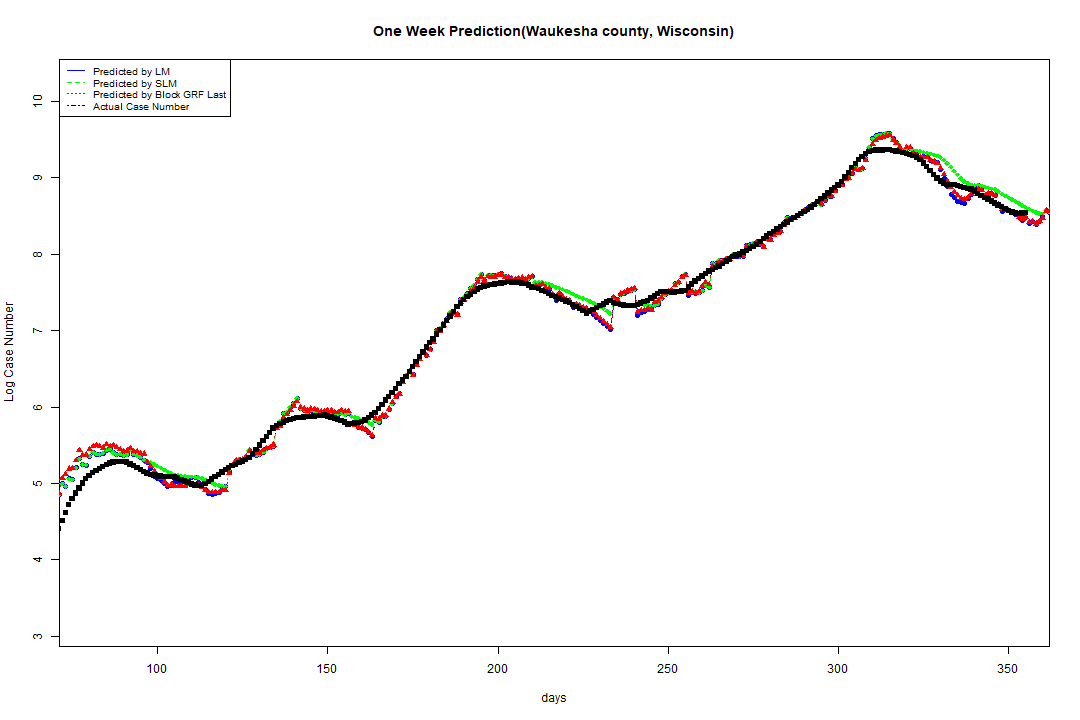 One Week Prediction(Waukesha county, Wisconsin)
Predicted by LM
Predicted by SLM
Predicted by Block GRF Last
Actual Case Number
10
9
8
7
6
5
4
3
Log Case Number
100 150 200 250 300 350
days